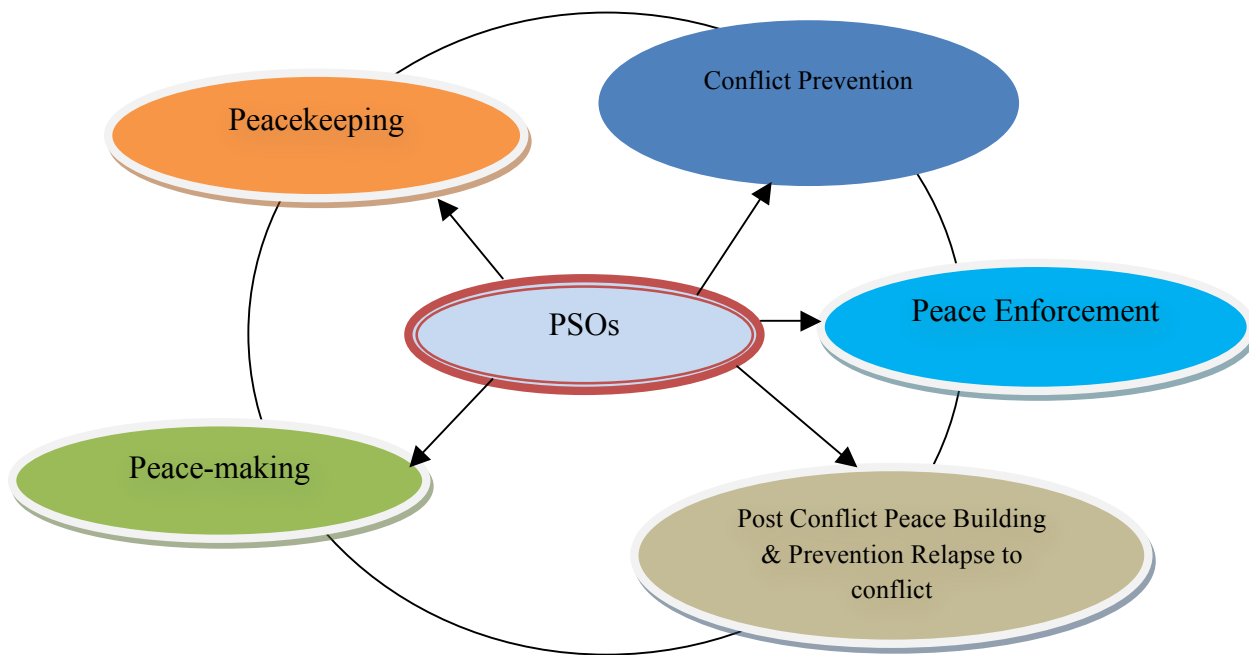 Conflict Prevention
Peacekeeping
Peace Enforcement
PSOs
Peace-making
Post Conflict Peace Building
& Prevention Relapse to
conflict